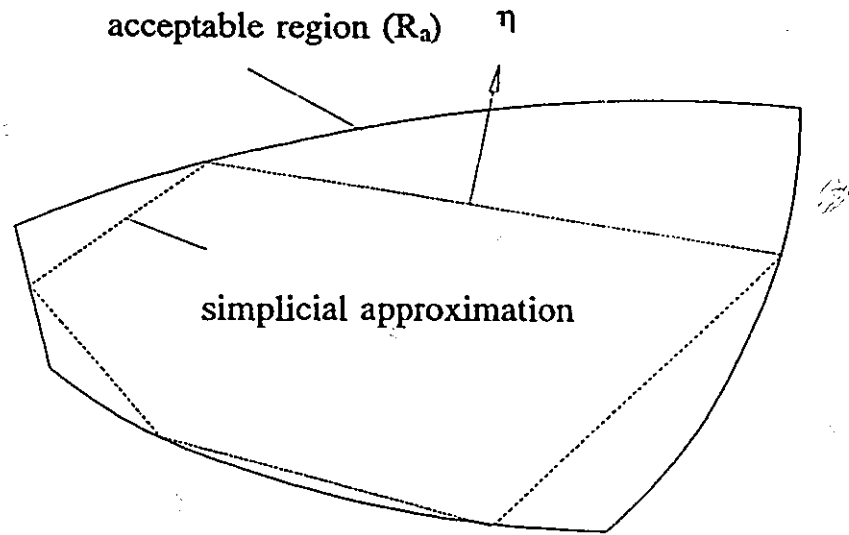 acceptable region (Rₐ) η
simplicial approximation